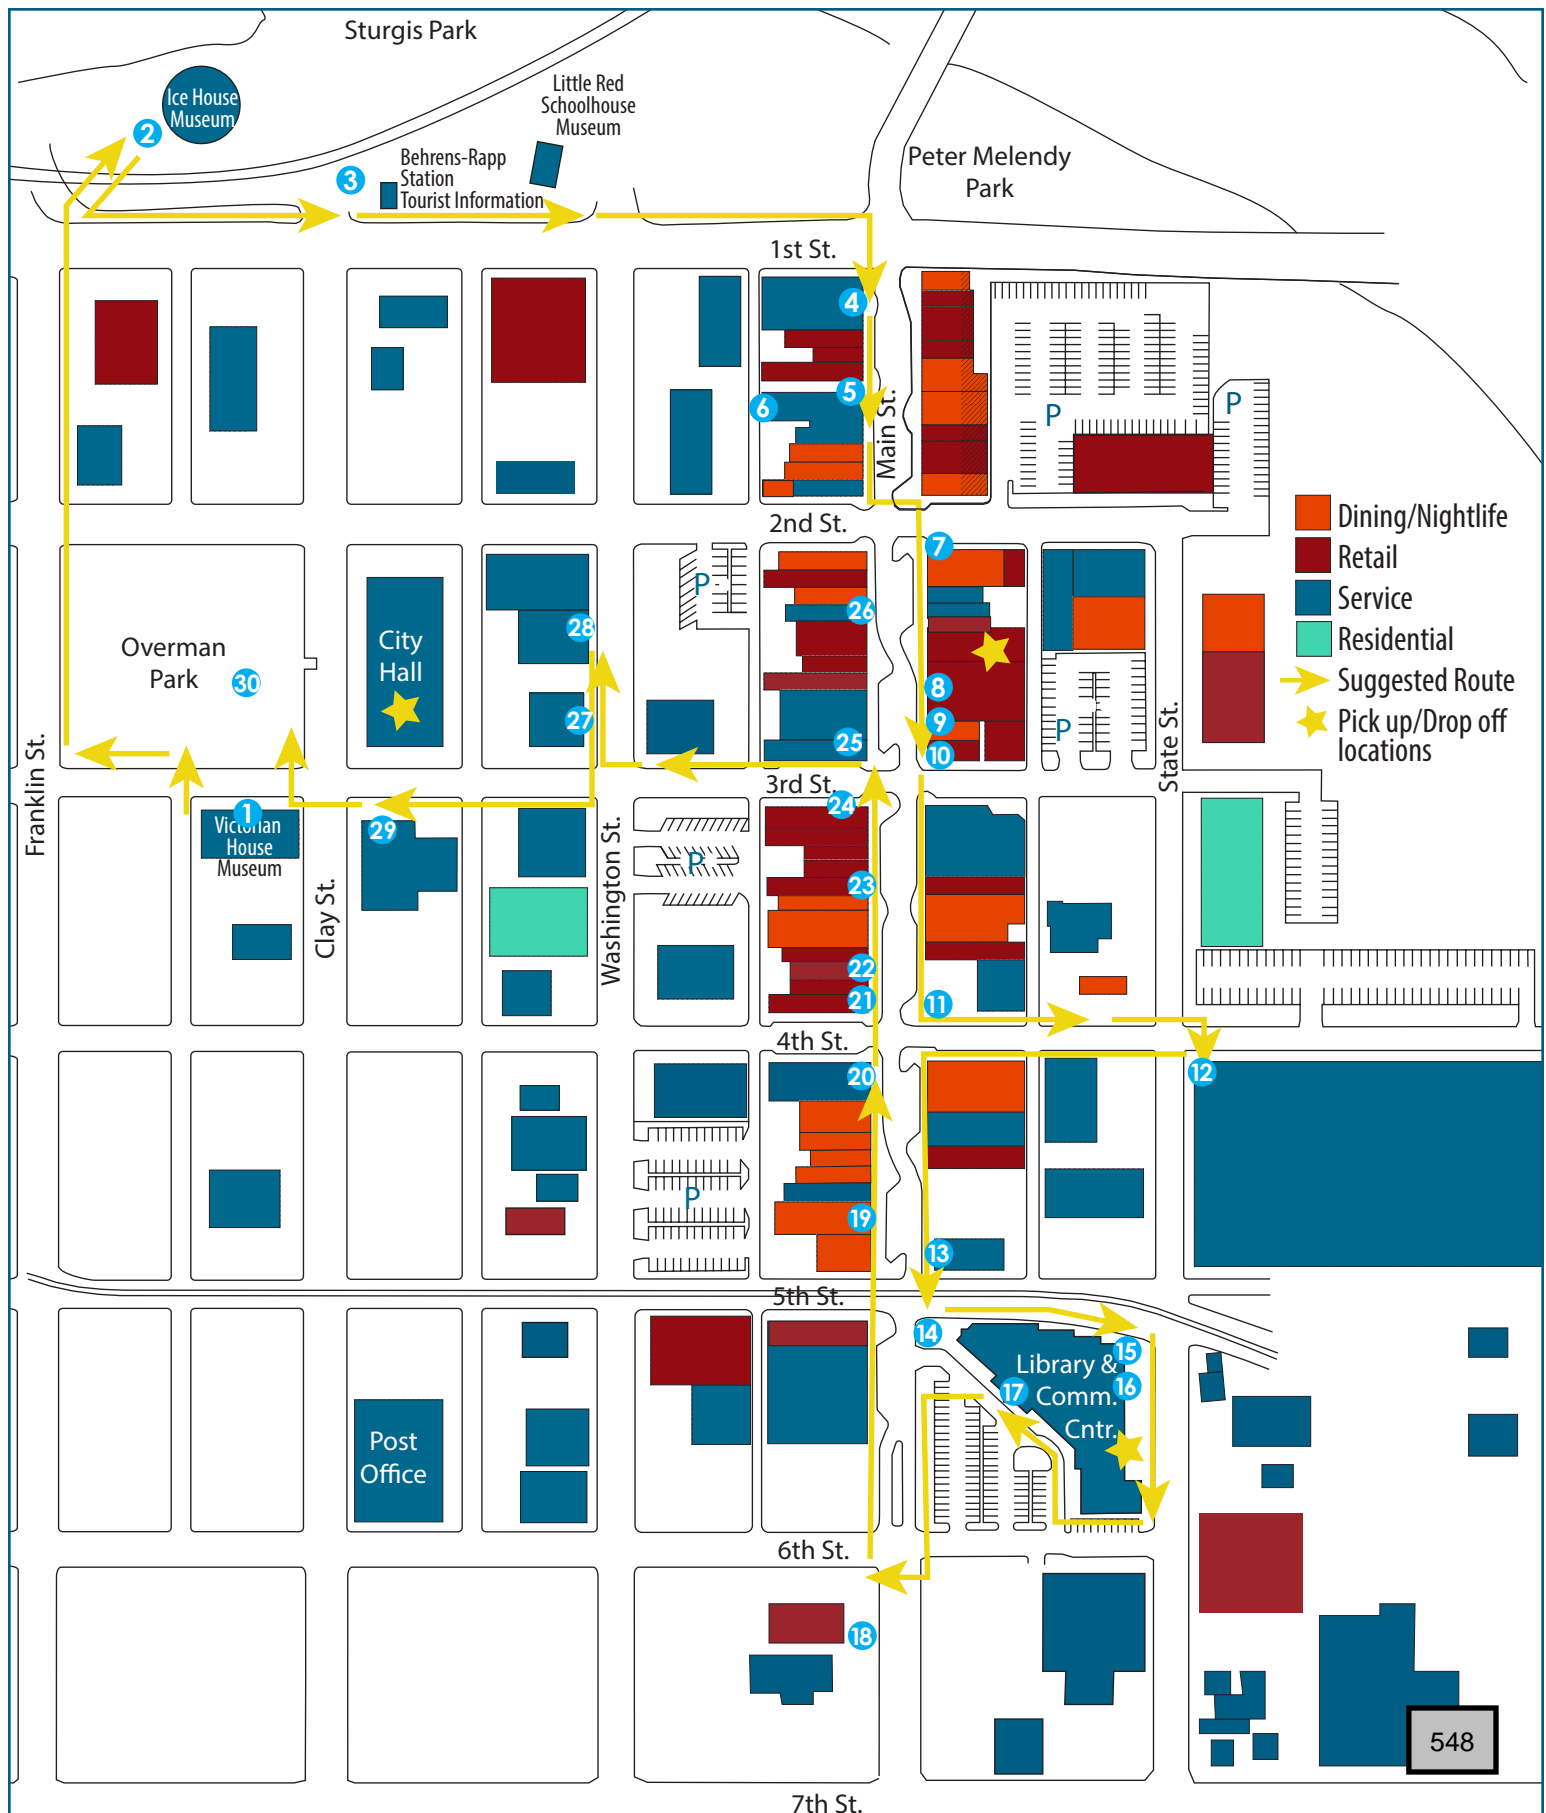 Sturgis Park
Ice House
Museum
2
Little Red
Schoolhouse
Museum
3
Behrens-Rapp
Station
Tourist Information
Peter Melendy
Park
1st St.
4
5
6
Main St.
P
P
2nd St.
Dining/Nightlife
Retail
Service
Residential
Suggested Route
Pick up/Drop off
locations
7
P
26
28
City
Hall
Overman
Park
30
8
9
10
27
25
P
State St.
Franklin St.
3rd St.
24
1
Victorian
House
Museum
29
P
23
Clay St.
Washington St.
22
21
11
4th St.
20
12
P
19
13
5th St.
14
15
Library &
Comm.
Cntr.
16
17
Post
Office
6th St.
18
548
7th St.